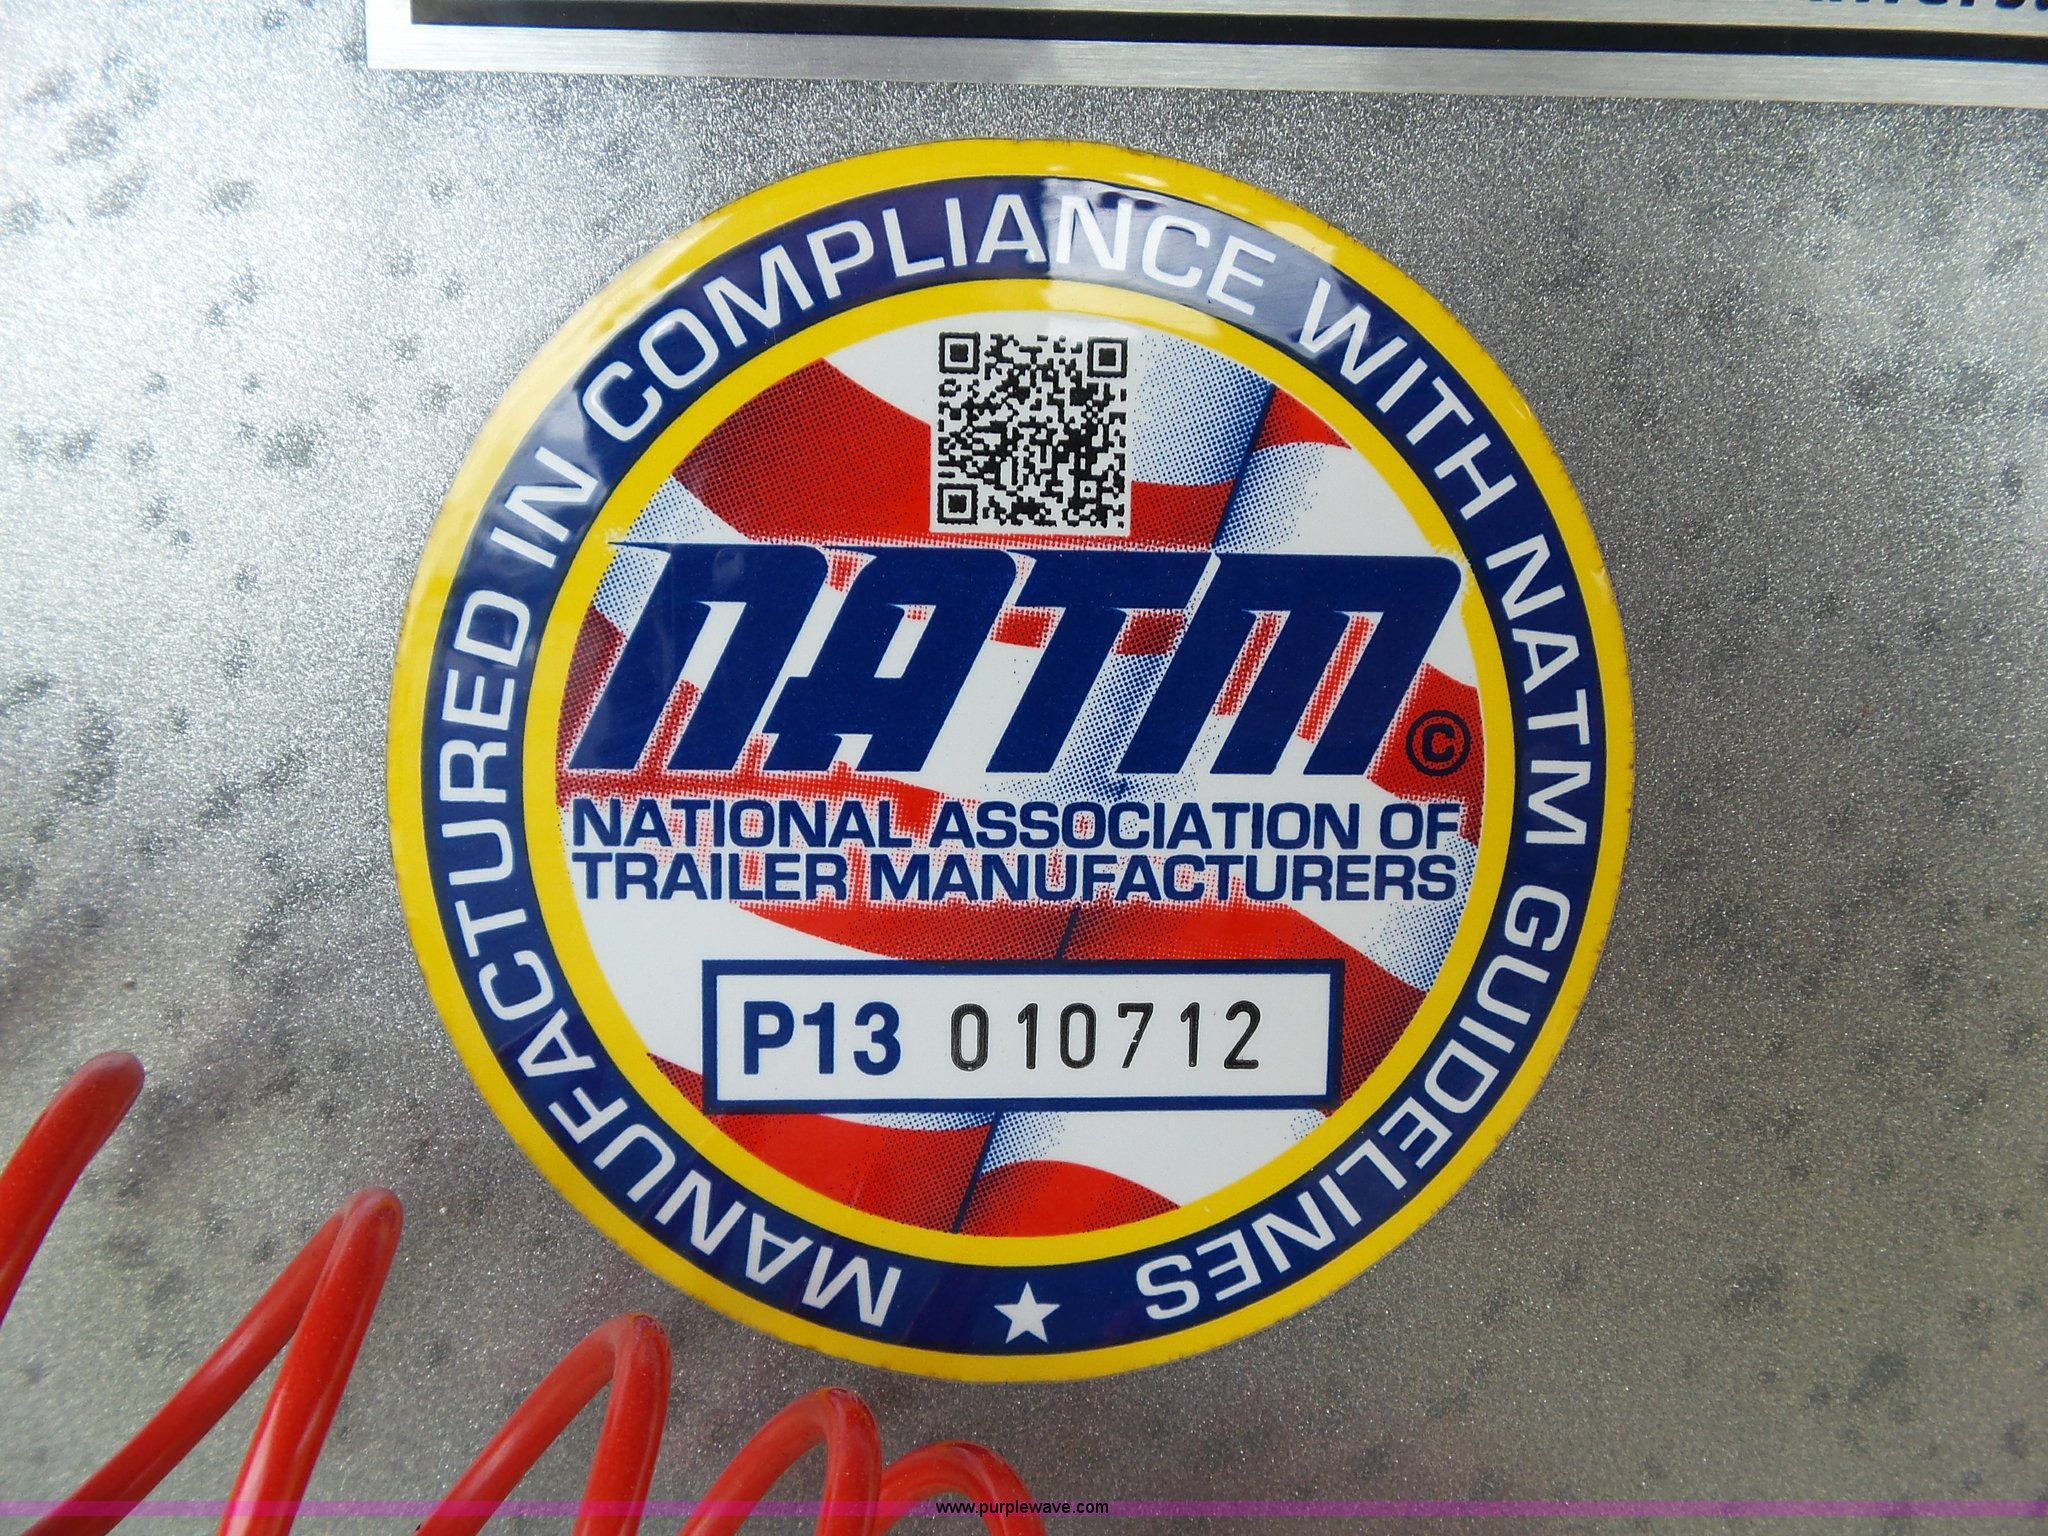 MANUFACTURED IN COMPLIANCE WITH NATM GUIDELINES
NATM ©
NATIONAL ASSOCIATION OF
TRAILER MANUFACTURERS
P13 010712
www.purplewave.com